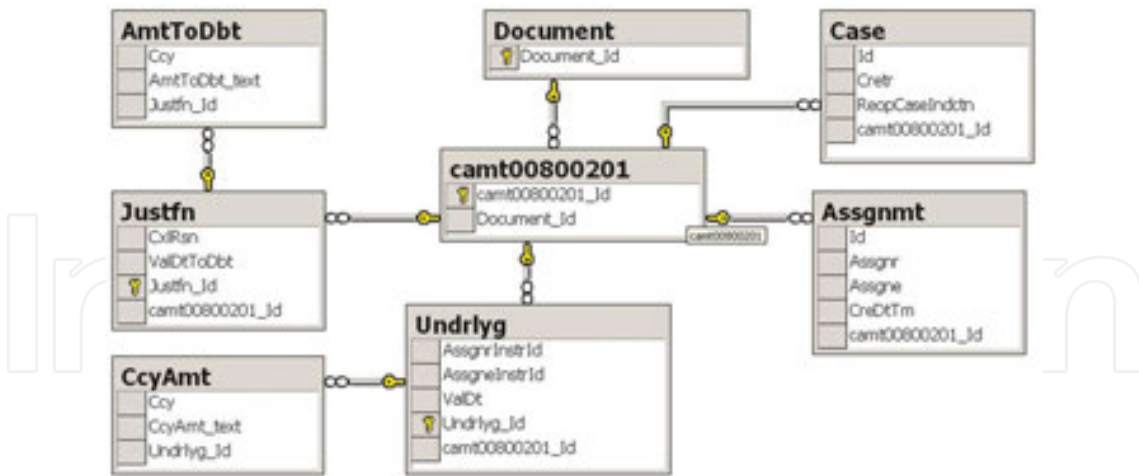 AmtToDbt
Ccy
AmtToDbt_text
Justfn_Id
Document
Document_Id
Case
Id
Cretr
ReopCaseIndctn
camt00800201_Id
camt00800201
camt00800201_Id
Document_Id
camt00800201
Justfn
CxlRsn
ValDtToDbt
Justfn_Id
camt00800201_Id
Assgnmt
Id
Assgnr
Assgne
CreDtTm
camt00800201_Id
Undrlyg
AssgnrInstrId
AssgneInstrId
ValDt
Undrlyg_Id
camt00800201_Id
CcyAmt
Ccy
CcyAmt_text
Undrlyg_Id